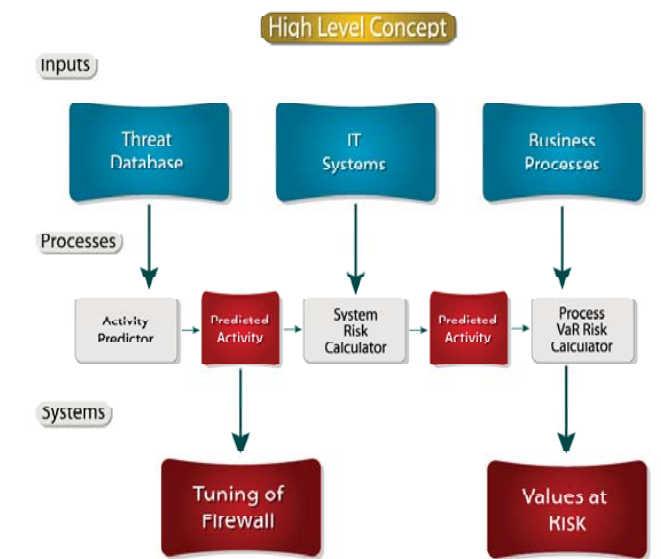 High Level Concept
Inputs
Threat
Database
IT
Systems
Business
Processes
Processes
Activity
Predictor
Predicted
Activity
System
Risk
Calculator
Predicted
Activity
Process
VaR Risk
Calculator
Systems
Tuning of
Firewall
Values at
Risk